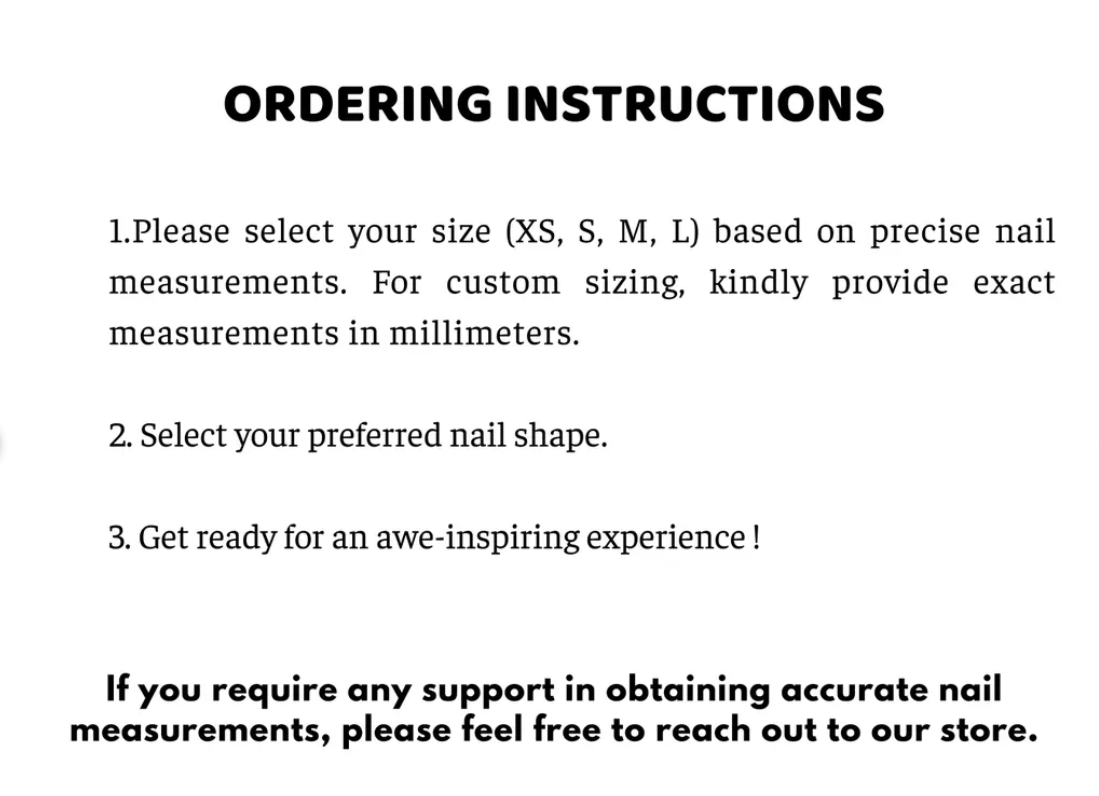 ORDERING INSTRUCTIONS
1.Please select your size (XS, S, M, L) based on precise nail
measurements. For custom sizing, kindly provide exact
measurements in millimeters.
2. Select your preferred nail shape.
3. Get ready for an awe-inspiring experience !
If you require any support in obtaining accurate nail
measurements, please feel free to reach out to our store.